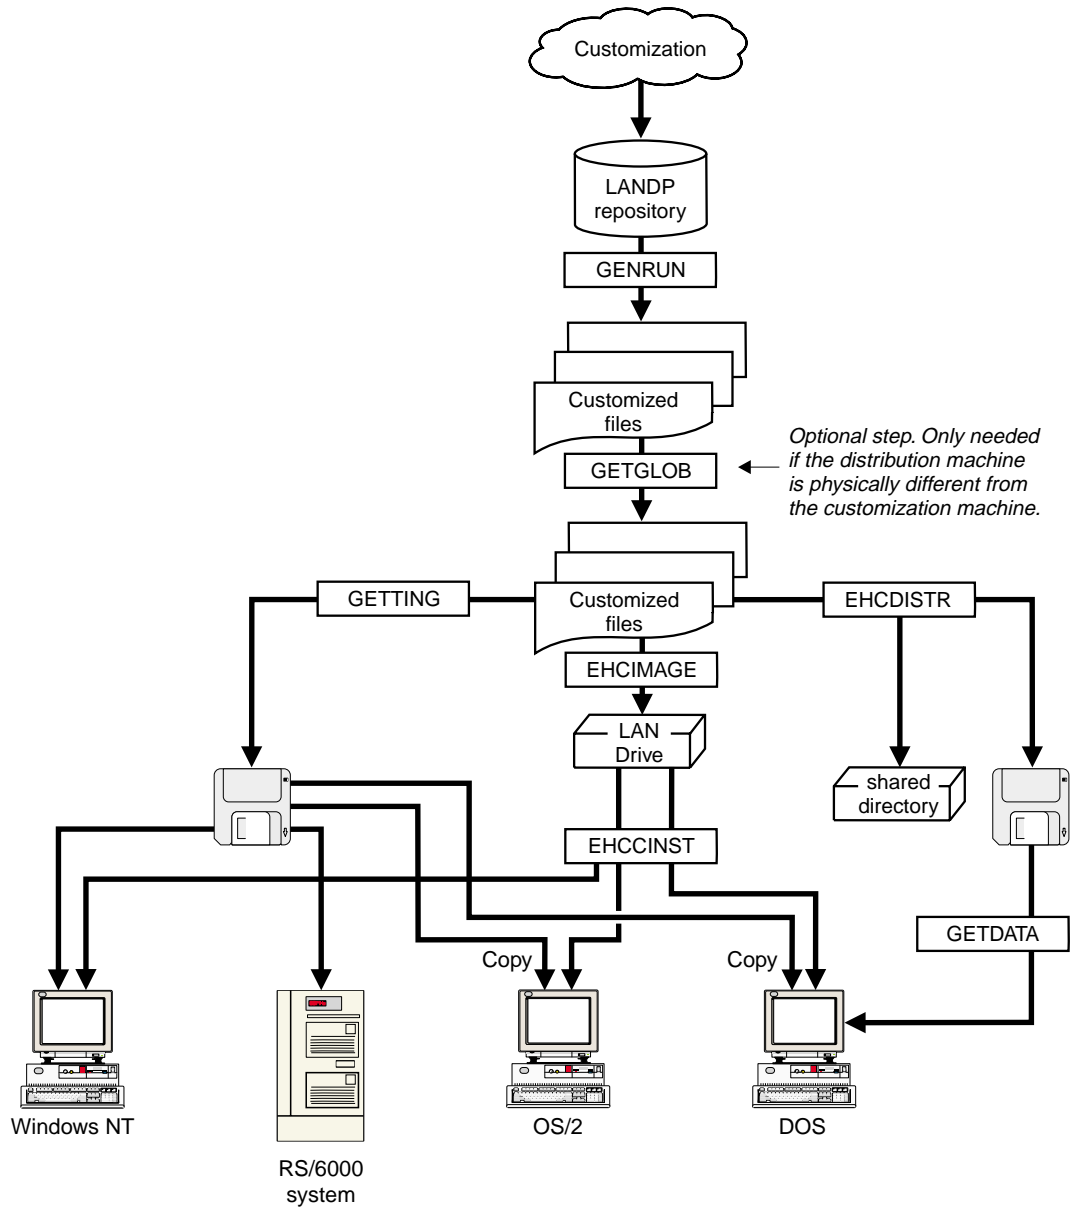 Customization
LANDP
repository
GENRUN
Customized
files
Optional step. Only needed
if the distribution machine
is physically different from
the customization machine.
GETGLOB
GETTING
Customized
files
EHCDISTR
EHCIMAGE
LAN
Drive
shared
directory
EHCCINST
GETDATA
Copy
Copy
Windows NT
OS/2
DOS
RS/6000
system